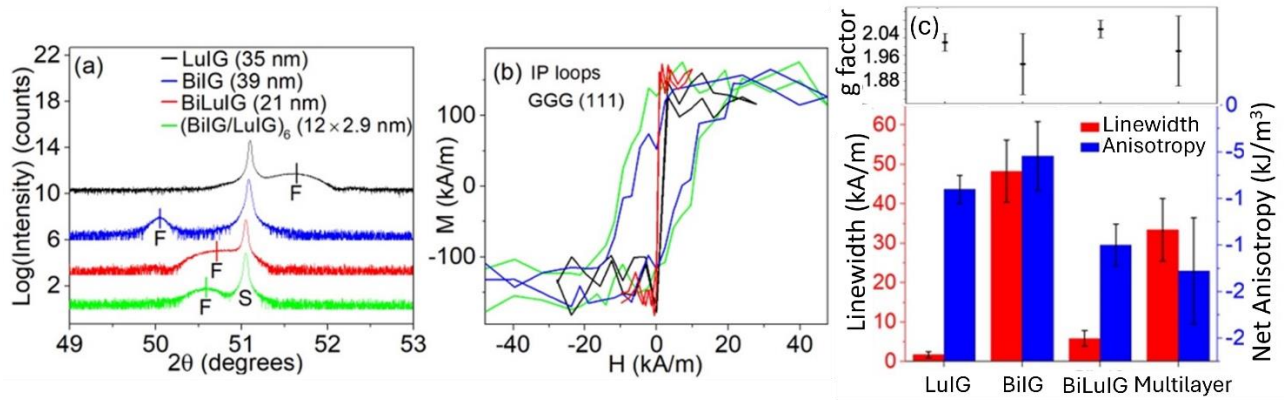 (a)
LuIG (35 nm)
BiIG (39 nm)
BiLuIG (21 nm)
(BiIG/LuIG)6 (12×2.9 nm)
Log(Intensity) (counts)
22
18
14
10
6
2
F
F
F
F
S
49 50 51 52 53
2θ (degrees)
(b) IP loops
GGG (111)
M (kA/m)
100
0
-100
-40 -20 0 20 40
H (kA/m)
(c)
g factor
2.04
1.96
1.88
Linewidth
Anisotropy
Linewidth (kA/m)
60
50
40
30
20
10
0
0
-5
-1
-1
-2
-2
Net Anisotropy (kJ/m3)
LuIG BiIG BiLuIG Multilayer